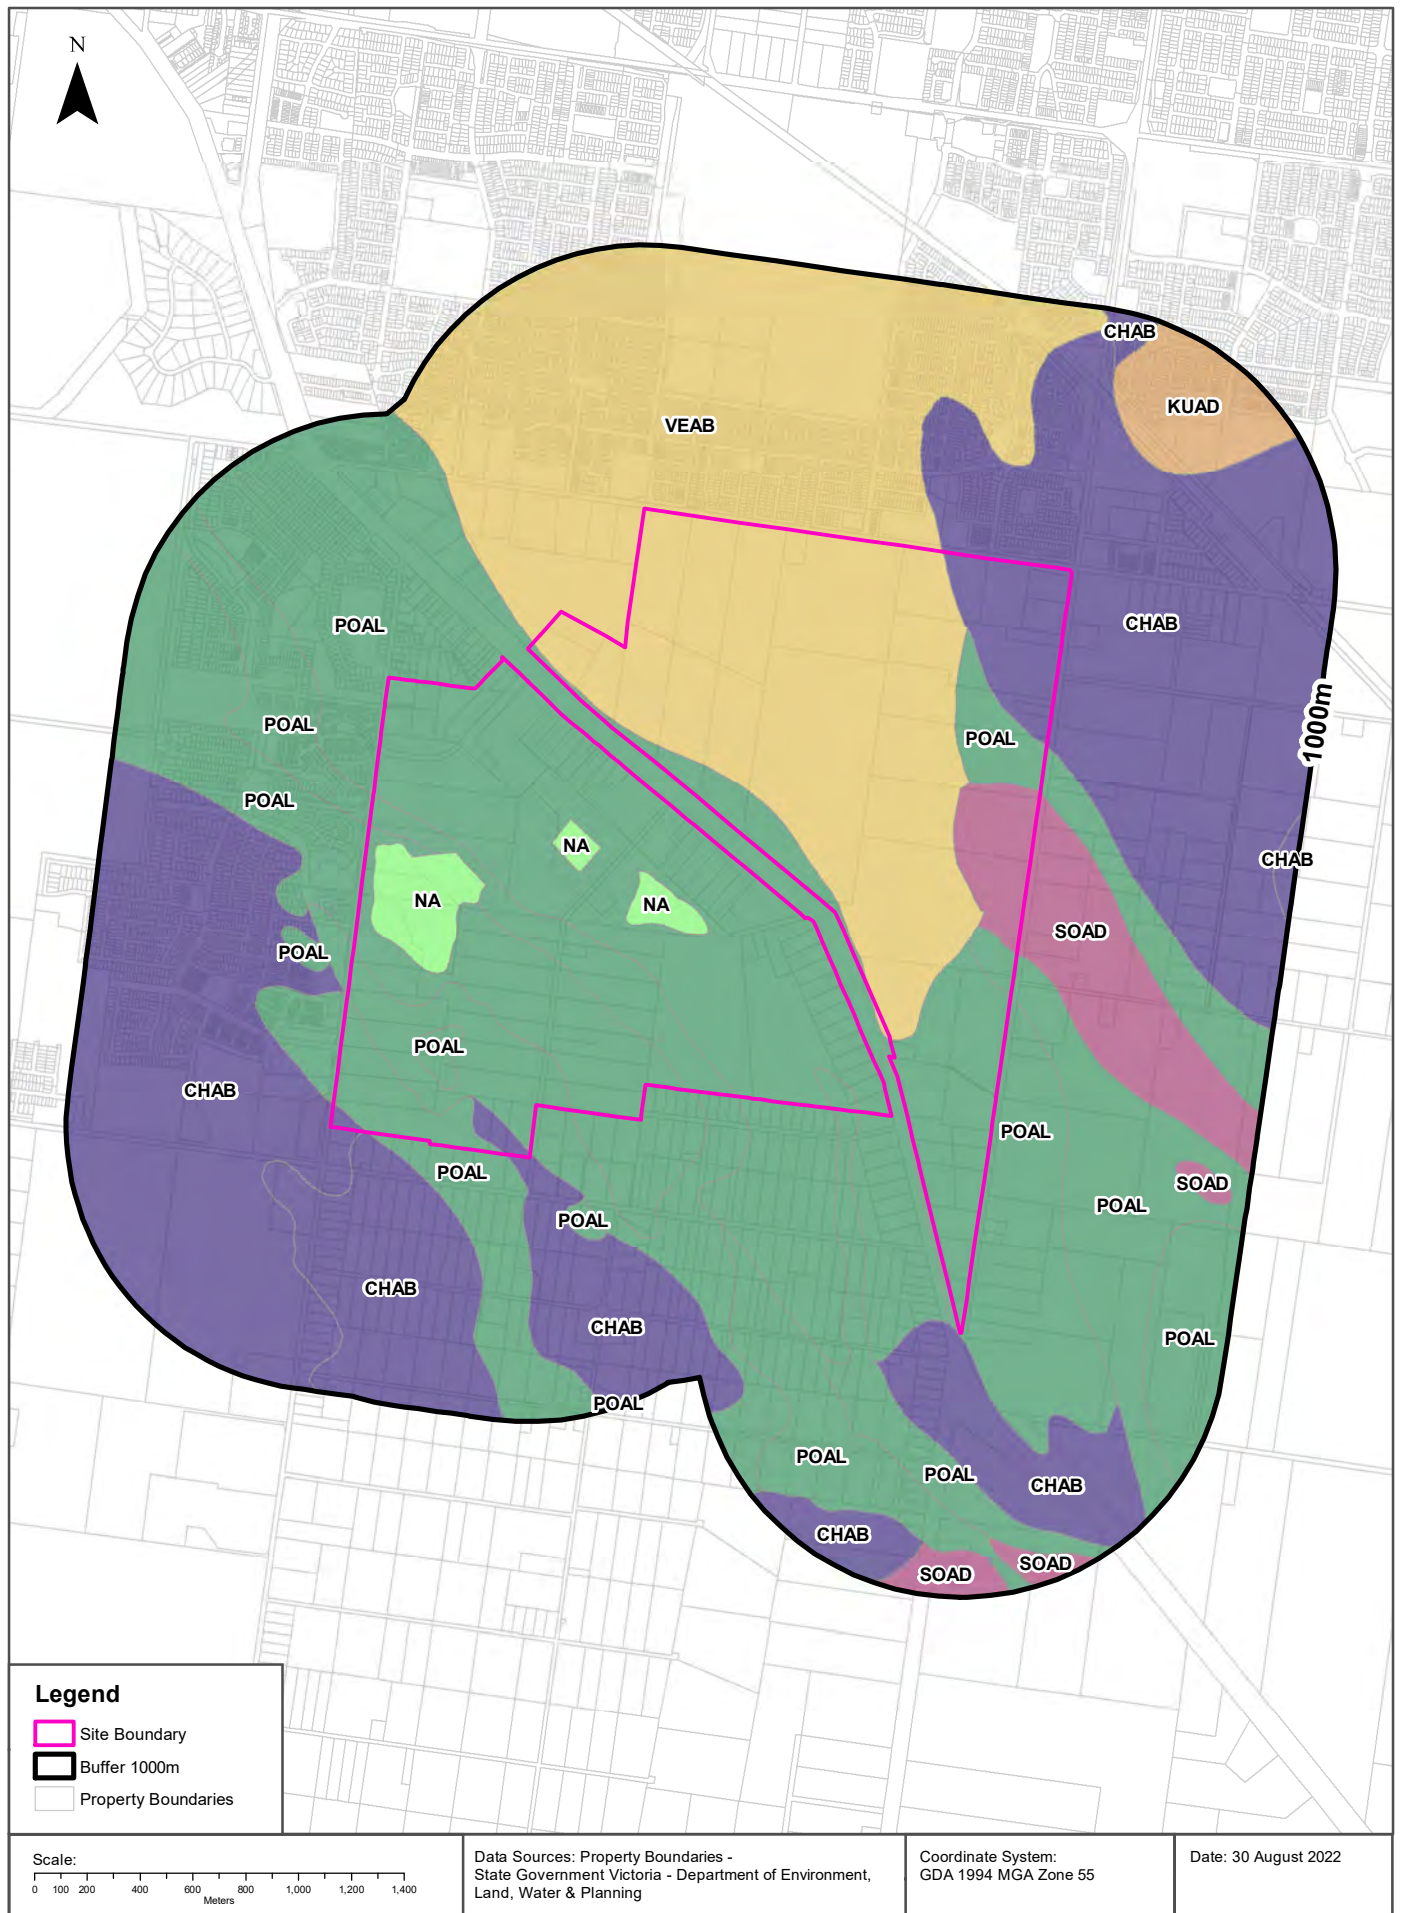 N
CHAB
KUAD
VEAB
CHAB
POAL
1000m
POAL
POAL
POAL
NA
CHAB
NA
NA
SOAD
POAL
POAL
CHAB
POAL
POAL
SOAD
POAL
POAL
CHAB
CHAB
POAL
POAL
POAL
POAL
CHAB
CHAB
SOAD
SOAD
Legend
Site Boundary
Buffer 1000m
Property Boundaries
Scale:
0 100 200 400 600 800 1,000 1,200 1,400
Meters
Data Sources: Property Boundaries -
State Government Victoria - Department of Environment,
Land, Water & Planning
Coordinate System:
GDA 1994 MGA Zone 55
Date: 30 August 2022